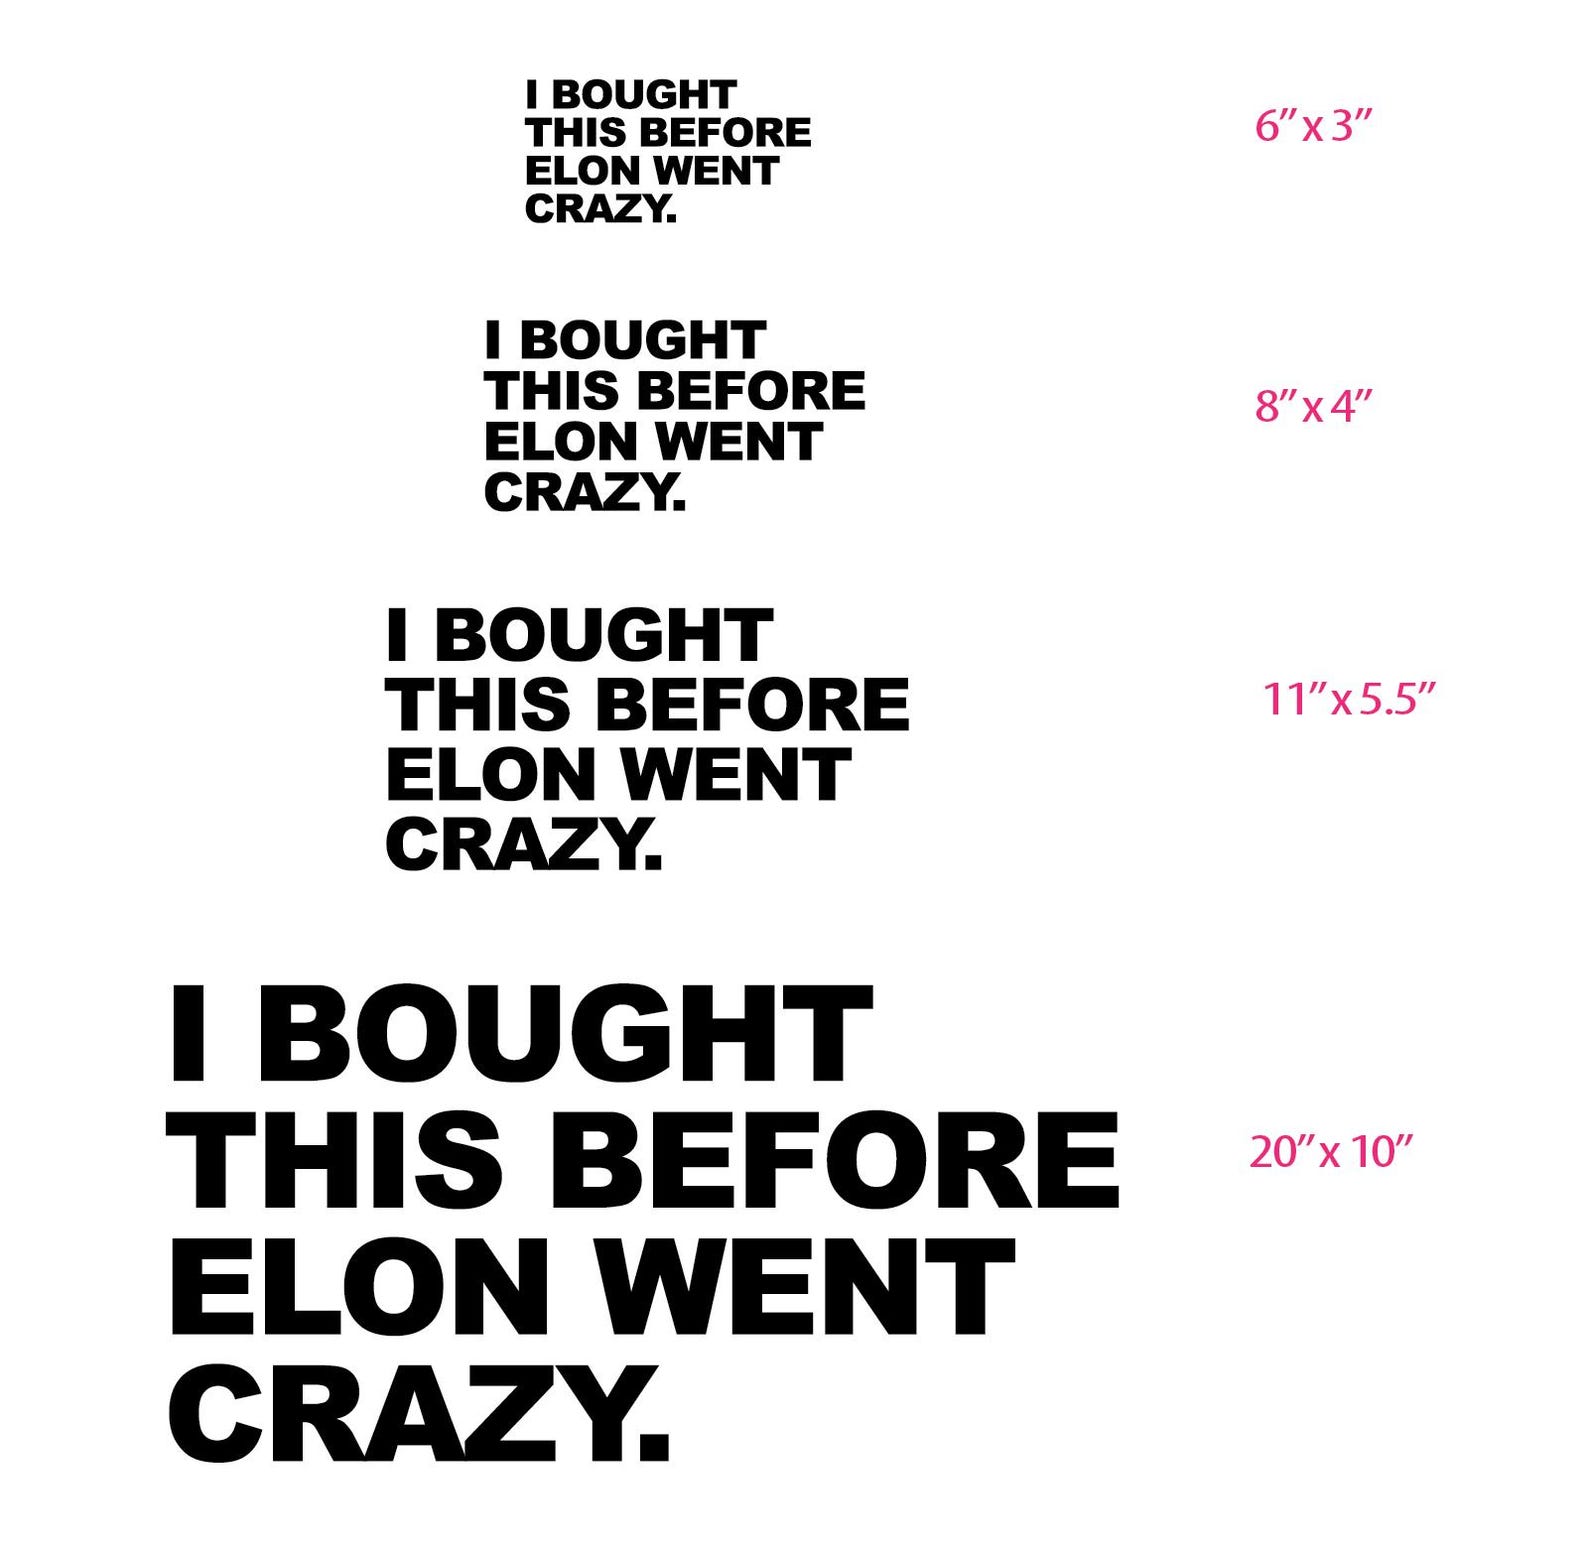 I BOUGHT
THIS BEFORE
ELON WENT
CRAZY.
6" x 3"
I BOUGHT
THIS BEFORE
ELON WENT
CRAZY.
8" x 4"
I BOUGHT
THIS BEFORE
ELON WENT
CRAZY.
11" x 5.5"
I BOUGHT
THIS BEFORE
ELON WENT
CRAZY.
20" x 10"